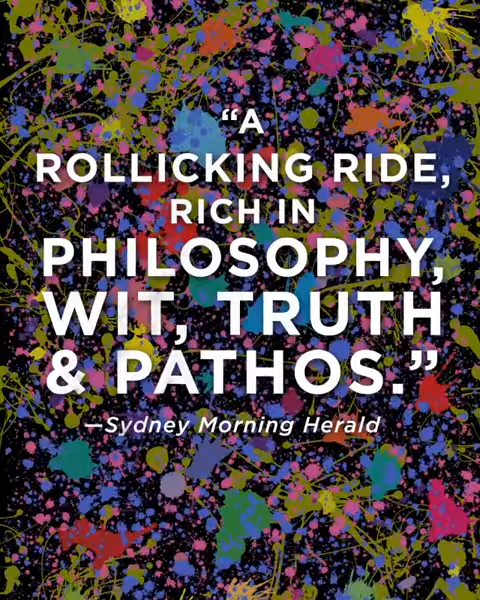 “A
ROLLICKING RIDE,
RICH IN
PHILOSOPHY,
WIT, TRUTH
& PATHOS.”
—Sydney Morning Herald